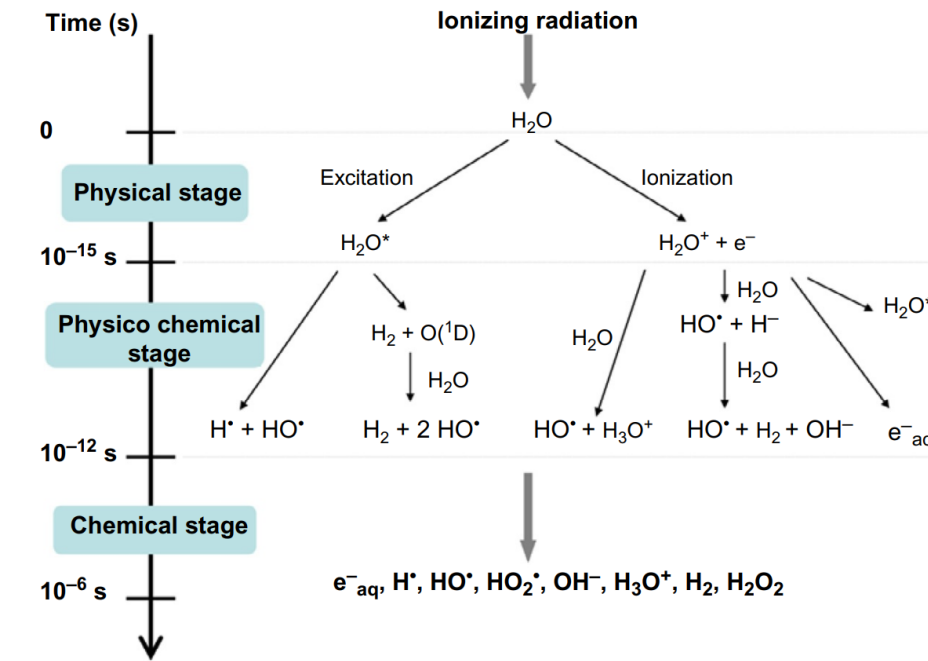 Time (s)
Ionizing radiation
0
H₂O
Physical stage
Excitation
Ionization
10⁻¹⁵ s
H₂O*
H₂O⁺ + e⁻
Physico chemical
stage
H₂ + O(¹D)
H₂O
H₂O
H₂O
HO• + H⁻
H₂O
H₂O*
H• + HO•
H₂ + 2 HO•
HO• + H₃O⁺
HO• + H₂ + OH⁻
e⁻aq
10⁻¹² s
Chemical stage
10⁻⁶ s
e⁻aq, H•, HO•, HO₂•, OH⁻, H₃O⁺, H₂, H₂O₂